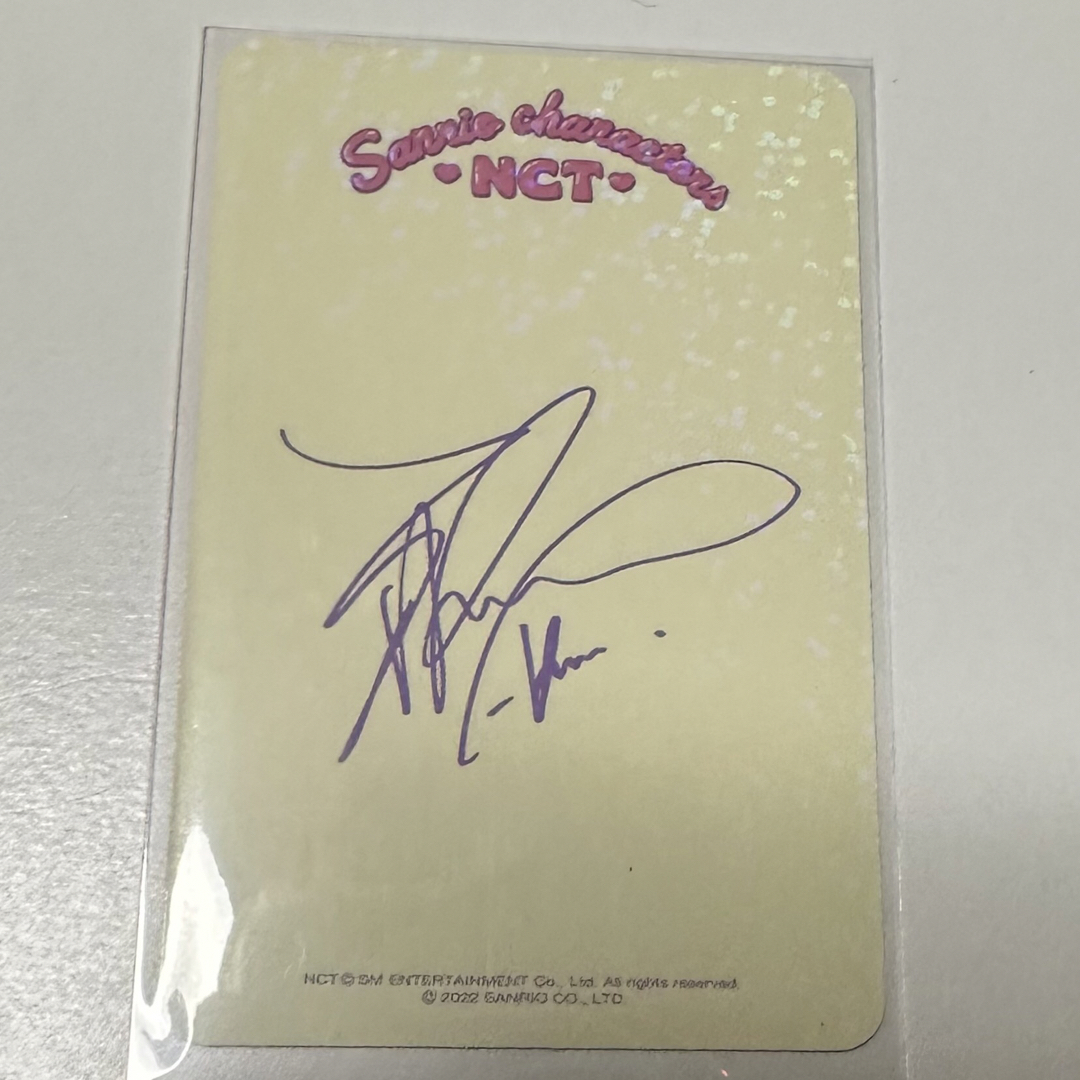 Sanrio characters
NCT
NCT © SM ENTERTAINMENT Co., Ltd. All rights reserved.
© 2022 SANRIO CO., LTD